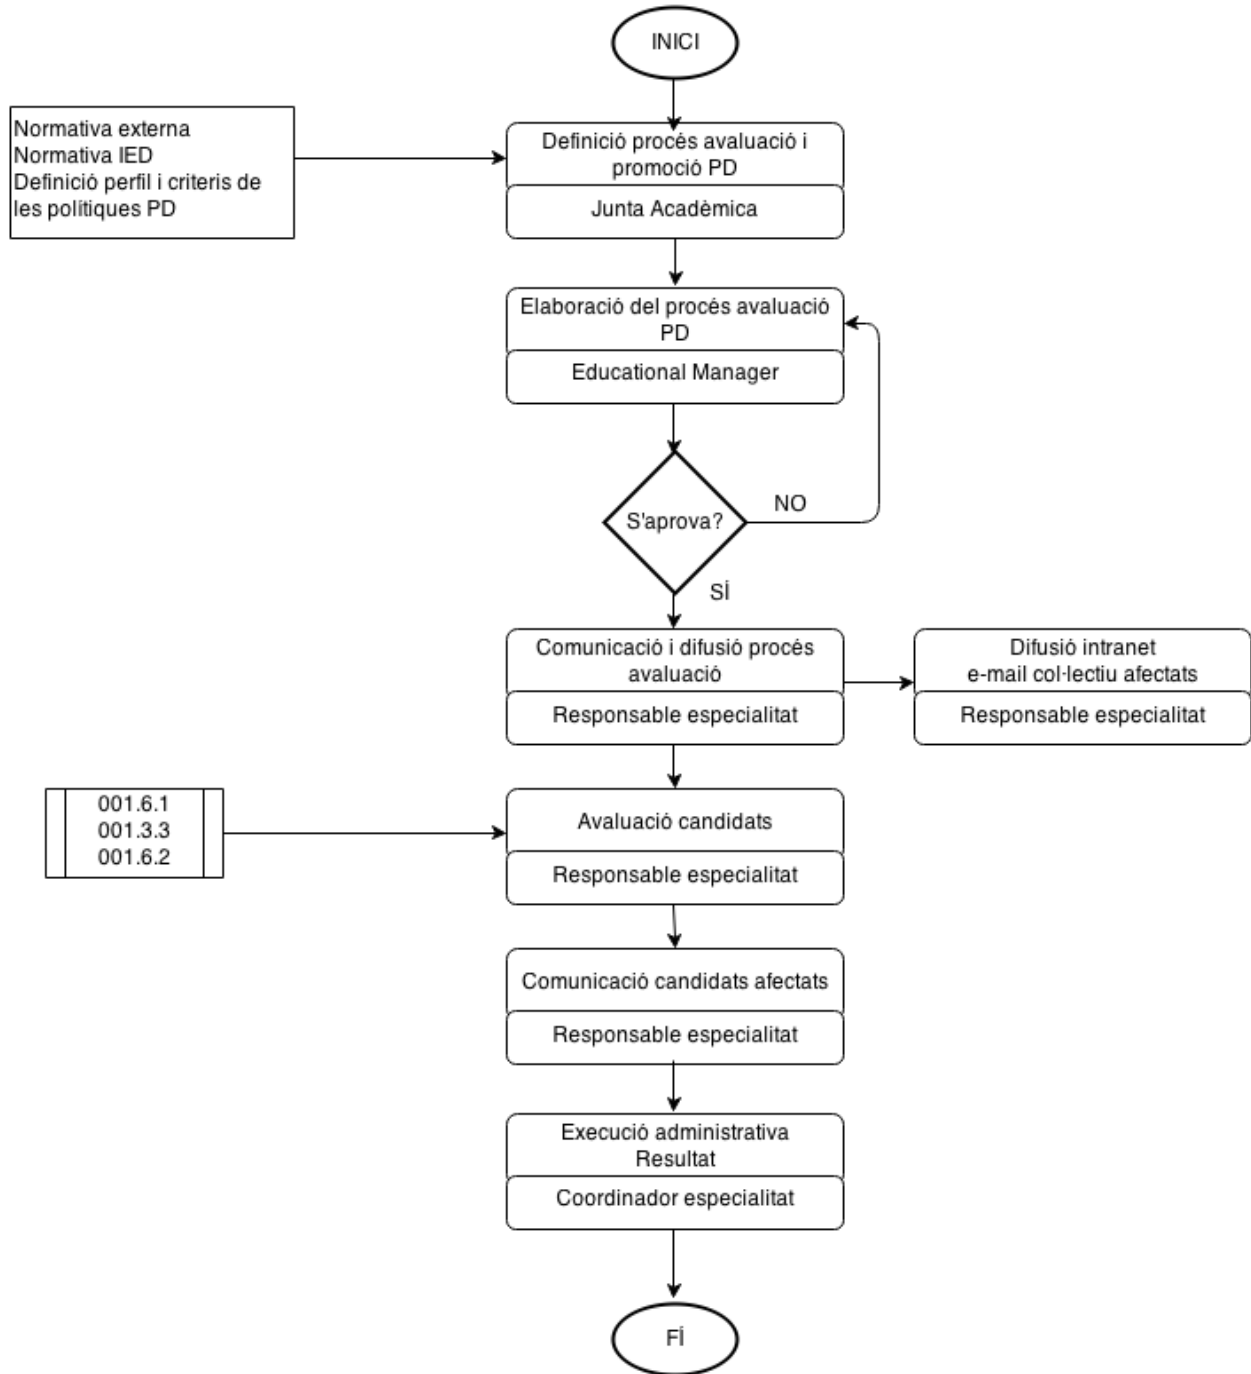 INICI
Normativa externa
Normativa IED
Definició perfil i criteris de
les polítiques PD
Definició procés avaluació i
promoció PD
Junta Acadèmica
Elaboració del procés avaluació
PD
Educational Manager
S'aprova?
NO
SÍ
Comunicació i difusió procés
avaluació
Responsable especialitat
Difusió intranet
e-mail col·lectiu afectats
Responsable especialitat
001.6.1
001.3.3
001.6.2
Avaluació candidats
Responsable especialitat
Comunicació candidats afectats
Responsable especialitat
Execució administrativa
Resultat
Coordinador especialitat
FÍ